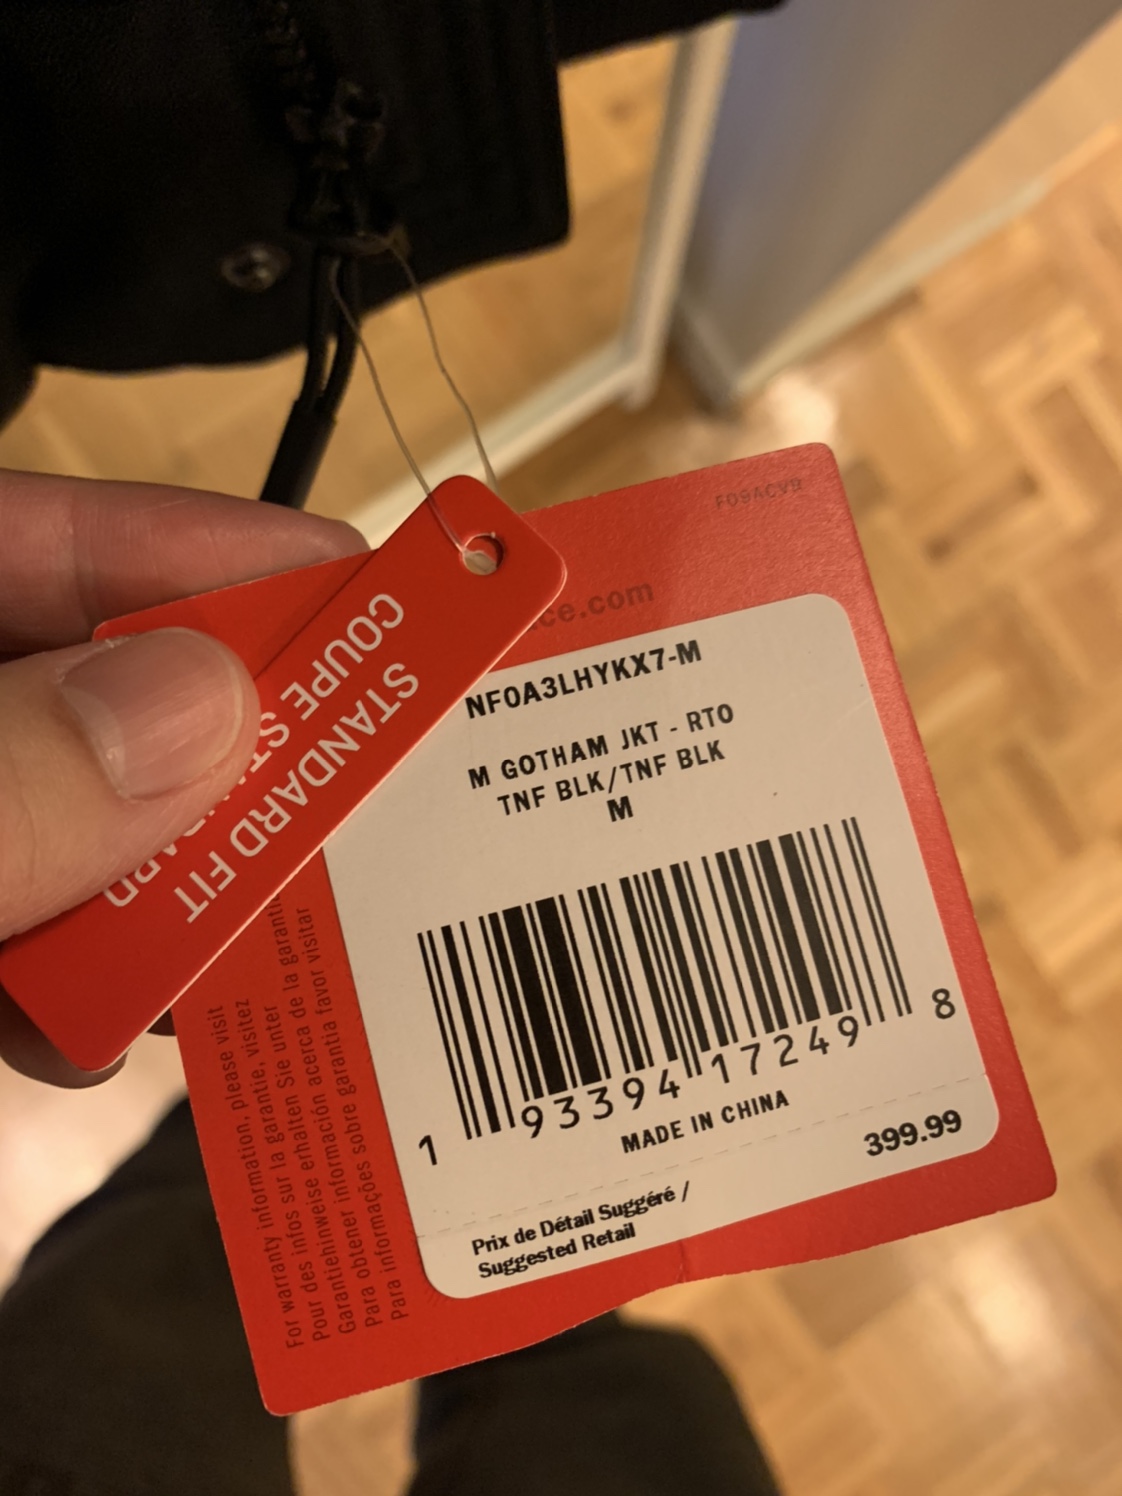 F09ACVB
ce.com
NF0A3LHYKX7-M
M GOTHAM JKT - RTO
TNF BLK/TNF BLK
M
1 93394 17249 8
MADE IN CHINA
399.99
Prix de Détail Suggéré /
Suggested Retail
STANDARD FIT
COUPE
For warranty information, please visit
Pour des infos sur la garantie, visitez
Garantiehinweise erhalten Sie unter
Para obtener información acerca de la garantía
Para informações sobre garantia favor visitar